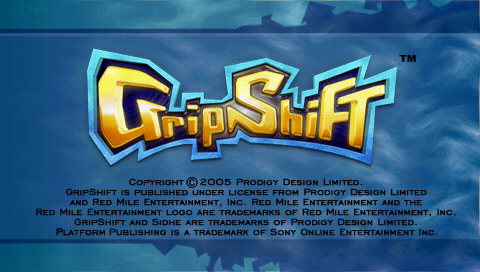 GripShift™
Copyright © 2005 Prodigy Design Limited.
GripShift is published under license from Prodigy Design Limited
and Red Mile Entertainment, Inc. Red Mile Entertainment and the
Red Mile Entertainment logo are trademarks of Red Mile Entertainment, Inc.
GripShift and Sidhe are trademarks of Prodigy Design Limited.
Platform Publishing is a trademark of Sony Online Entertainment Inc.